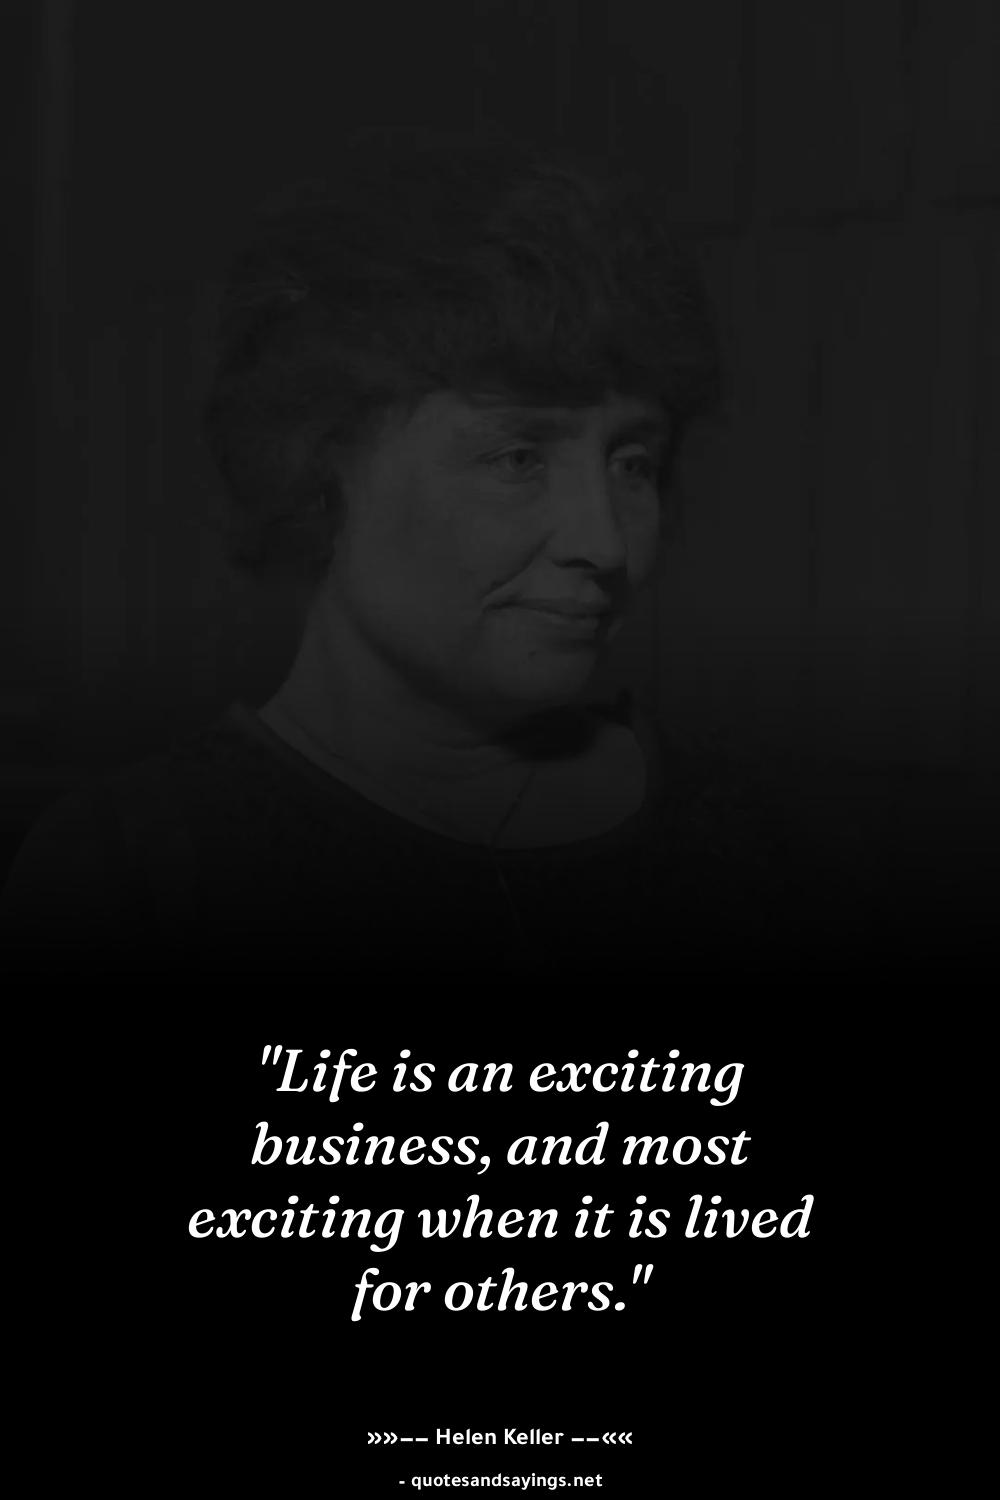 "Life is an exciting
business, and most
exciting when it is lived
for others."
»»−− Helen Keller −−««
- quotesandsayings.net